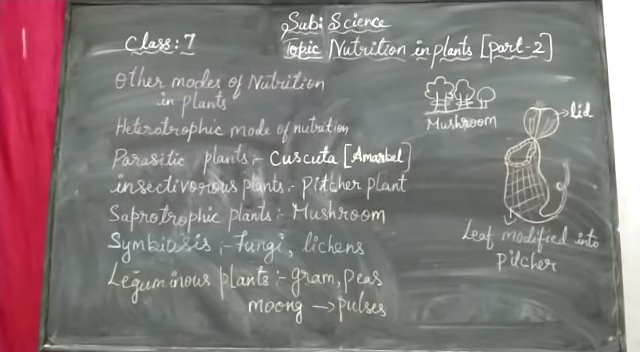 Sub: Science
Class: 7
Topic Nutrition in plants [part-2]
Other modes of Nutrition
in plants
Heterotrophic mode of nutrition
Parasitic plants:- Cuscuta [Amarbel]
insectivorous plants:- Pitcher plant
Saprotrophic plants:- Mushroom
Symbiosis:- Fungi, lichens
Leguminous plants:- gram, peas
moong → pulses
Mushroom
lid
Leaf modified into
pitcher